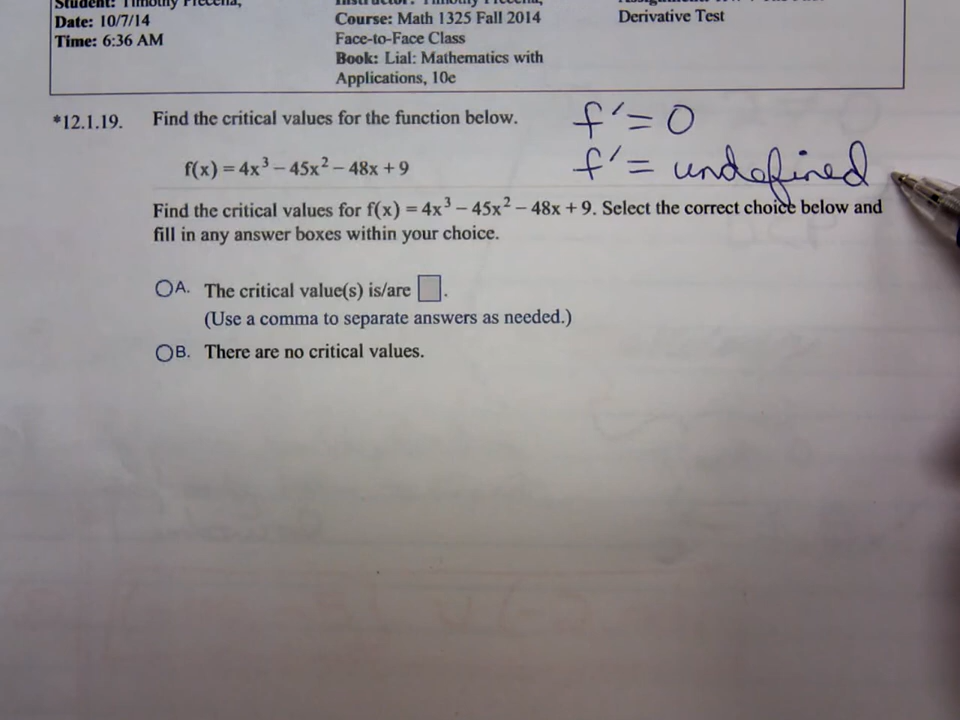 Student: Timothy
Date: 10/7/14
Time: 6:36 AM
Course: Math 1325 Fall 2014
Face-to-Face Class
Book: Lial: Mathematics with
Applications, 10e
Derivative Test
*12.1.19. Find the critical values for the function below.
f(x) = 4x³ − 45x² − 48x + 9
f′ = 0
f′ = undefined
Find the critical values for f(x) = 4x³ − 45x² − 48x + 9. Select the correct choice below and
fill in any answer boxes within your choice.
A. The critical value(s) is/are .
(Use a comma to separate answers as needed.)
B. There are no critical values.